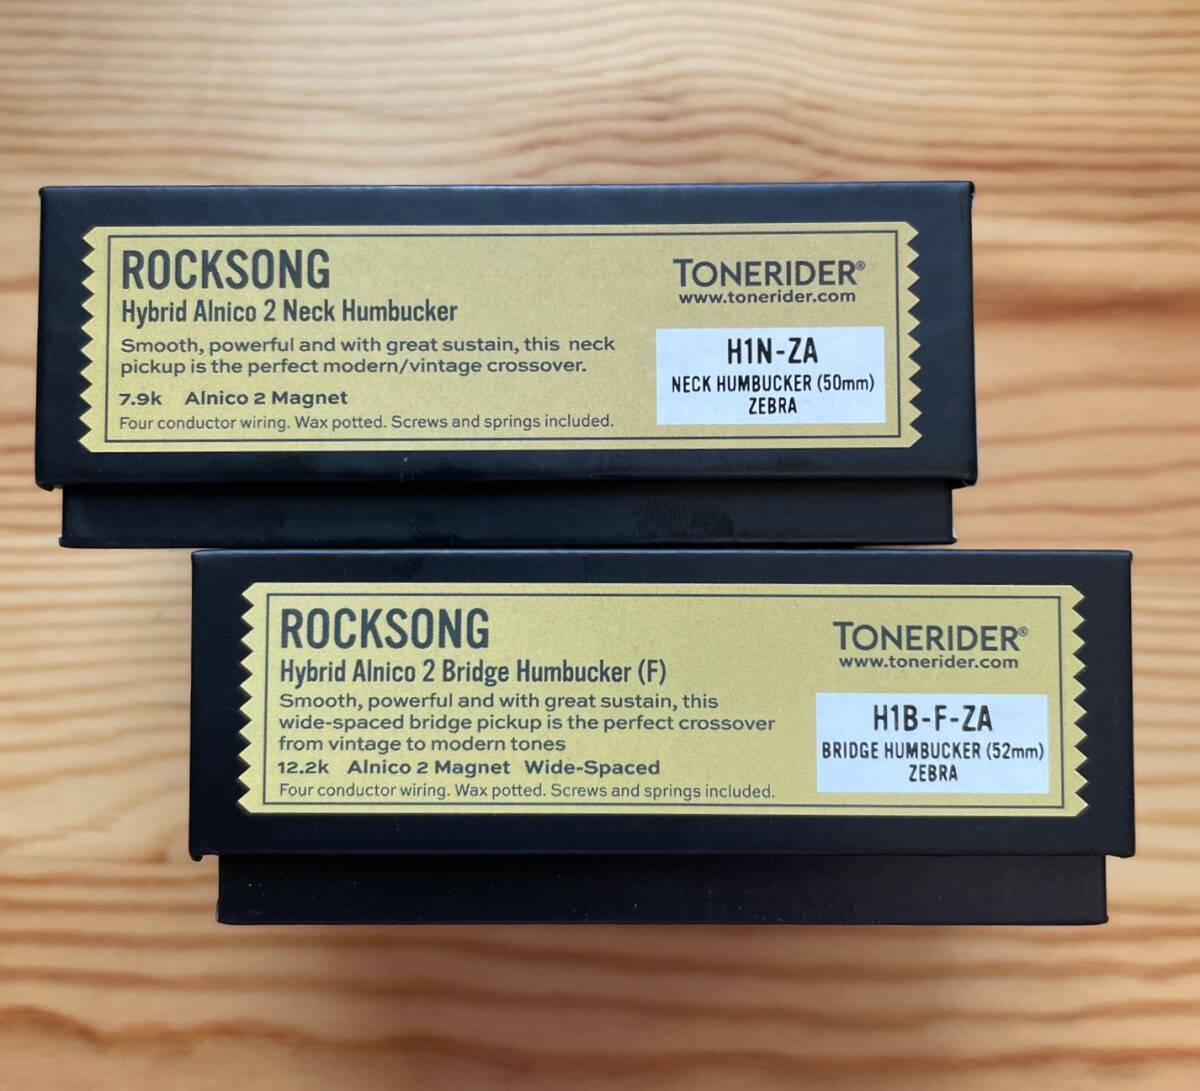 ROCKSONG
Hybrid Alnico 2 Neck Humbucker
Smooth, powerful and with great sustain, this neck
pickup is the perfect modern/vintage crossover.
7.9k Alnico 2 Magnet
Four conductor wiring. Wax potted. Screws and springs included.
TONERIDER®
www.tonerider.com
H1N-ZA
NECK HUMBUCKER (50mm)
ZEBRA
ROCKSONG
Hybrid Alnico 2 Bridge Humbucker (F)
Smooth, powerful and with great sustain, this
wide-spaced bridge pickup is the perfect crossover
from vintage to modern tones
12.2k Alnico 2 Magnet Wide-Spaced
Four conductor wiring. Wax potted. Screws and springs included.
TONERIDER®
www.tonerider.com
H1B-F-ZA
BRIDGE HUMBUCKER (52mm)
ZEBRA